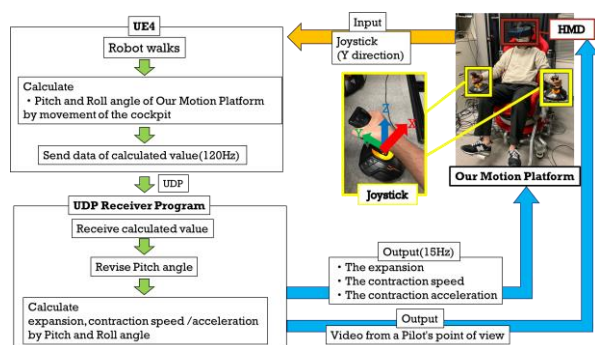 UE4
Robot walks
Calculate
・Pitch and Roll angle of Our Motion Platform
by movement of the cockpit
Send data of calculated value(120Hz)
UDP
UDP Receiver Program
Receive calculated value
Revise Pitch angle
Calculate
expansion, contraction speed /acceleration
by Pitch and Roll angle
Input
Joystick
(Y direction)
HMD
Z
X
Y
Joystick
Our Motion Platform
Output(15Hz)
・The expansion
・The contraction speed
・The contraction acceleration
Output
Video from a Pilot's point of view